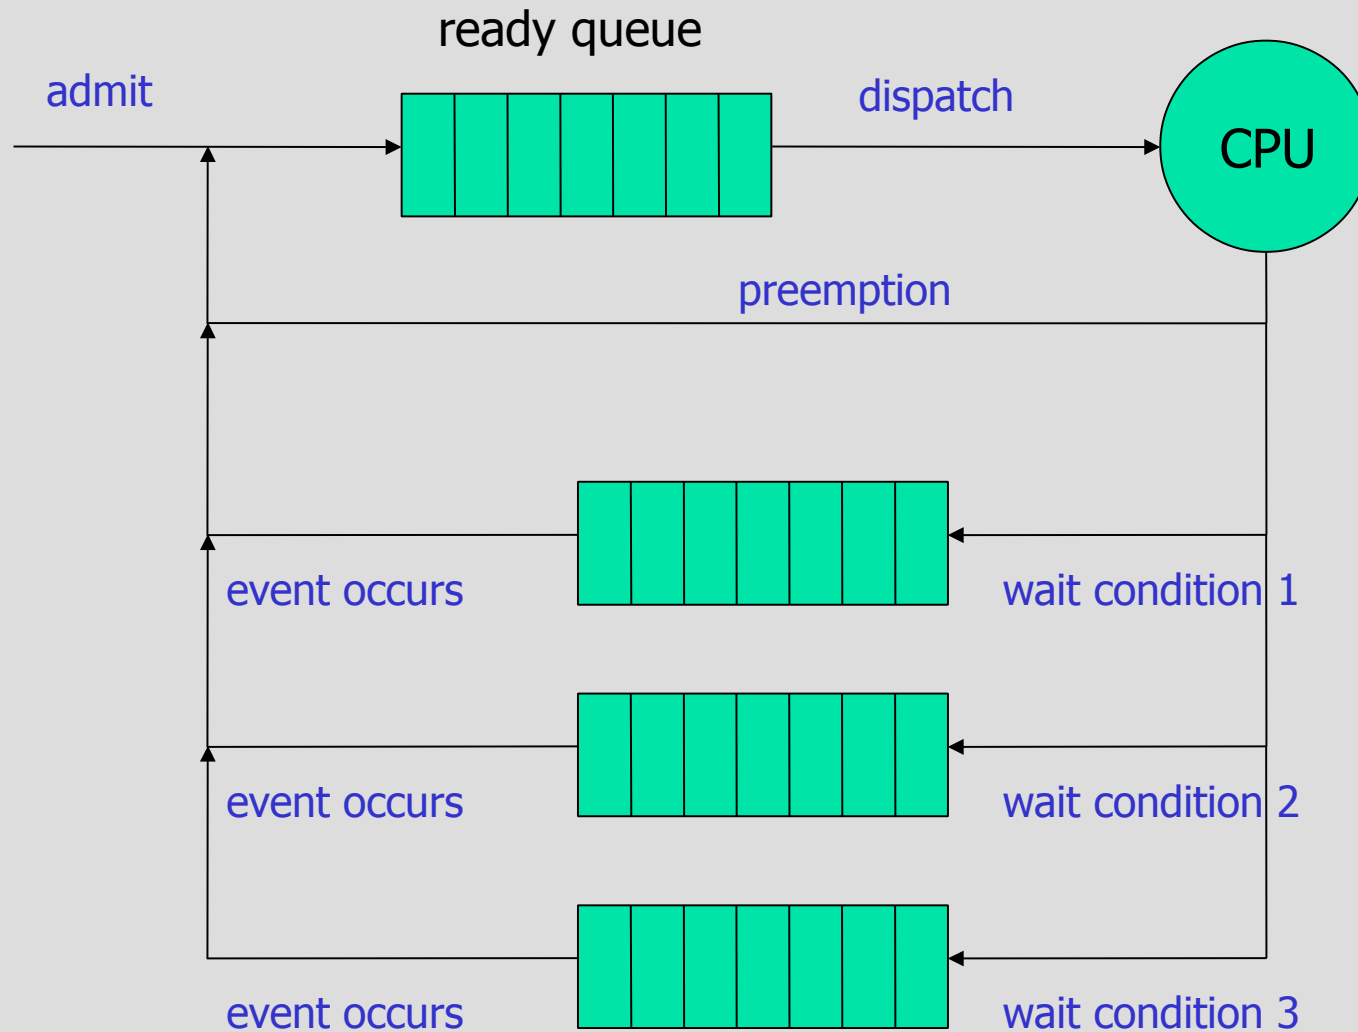 ready queue
admit
dispatch
CPU
preemption
event occurs
wait condition 1
event occurs
wait condition 2
event occurs
wait condition 3